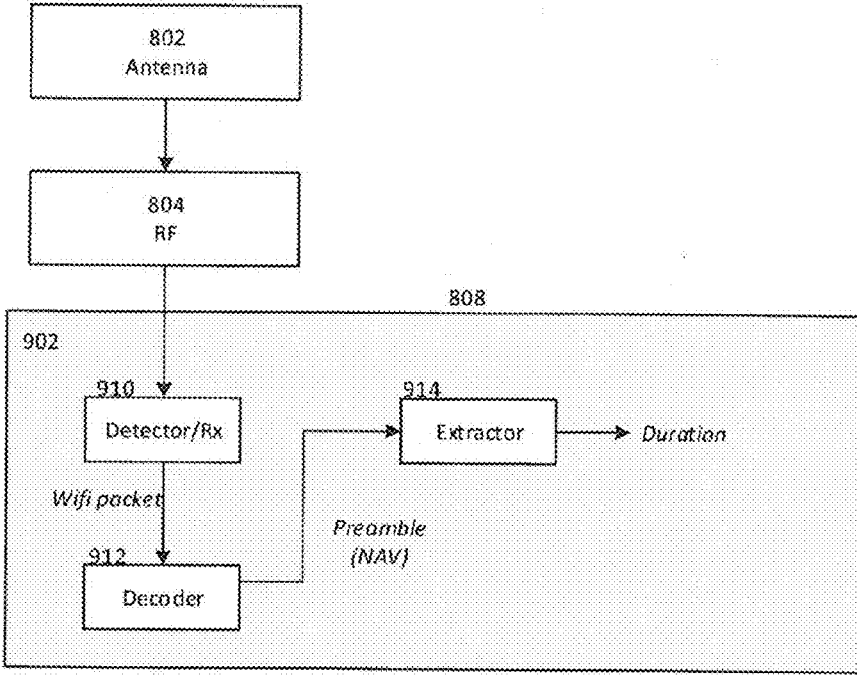 802
Antenna
804
RF
808
902
910
Detector/Rx
914
Extractor
Duration
Wifi packet
Preamble
(NAV)
912
Decoder